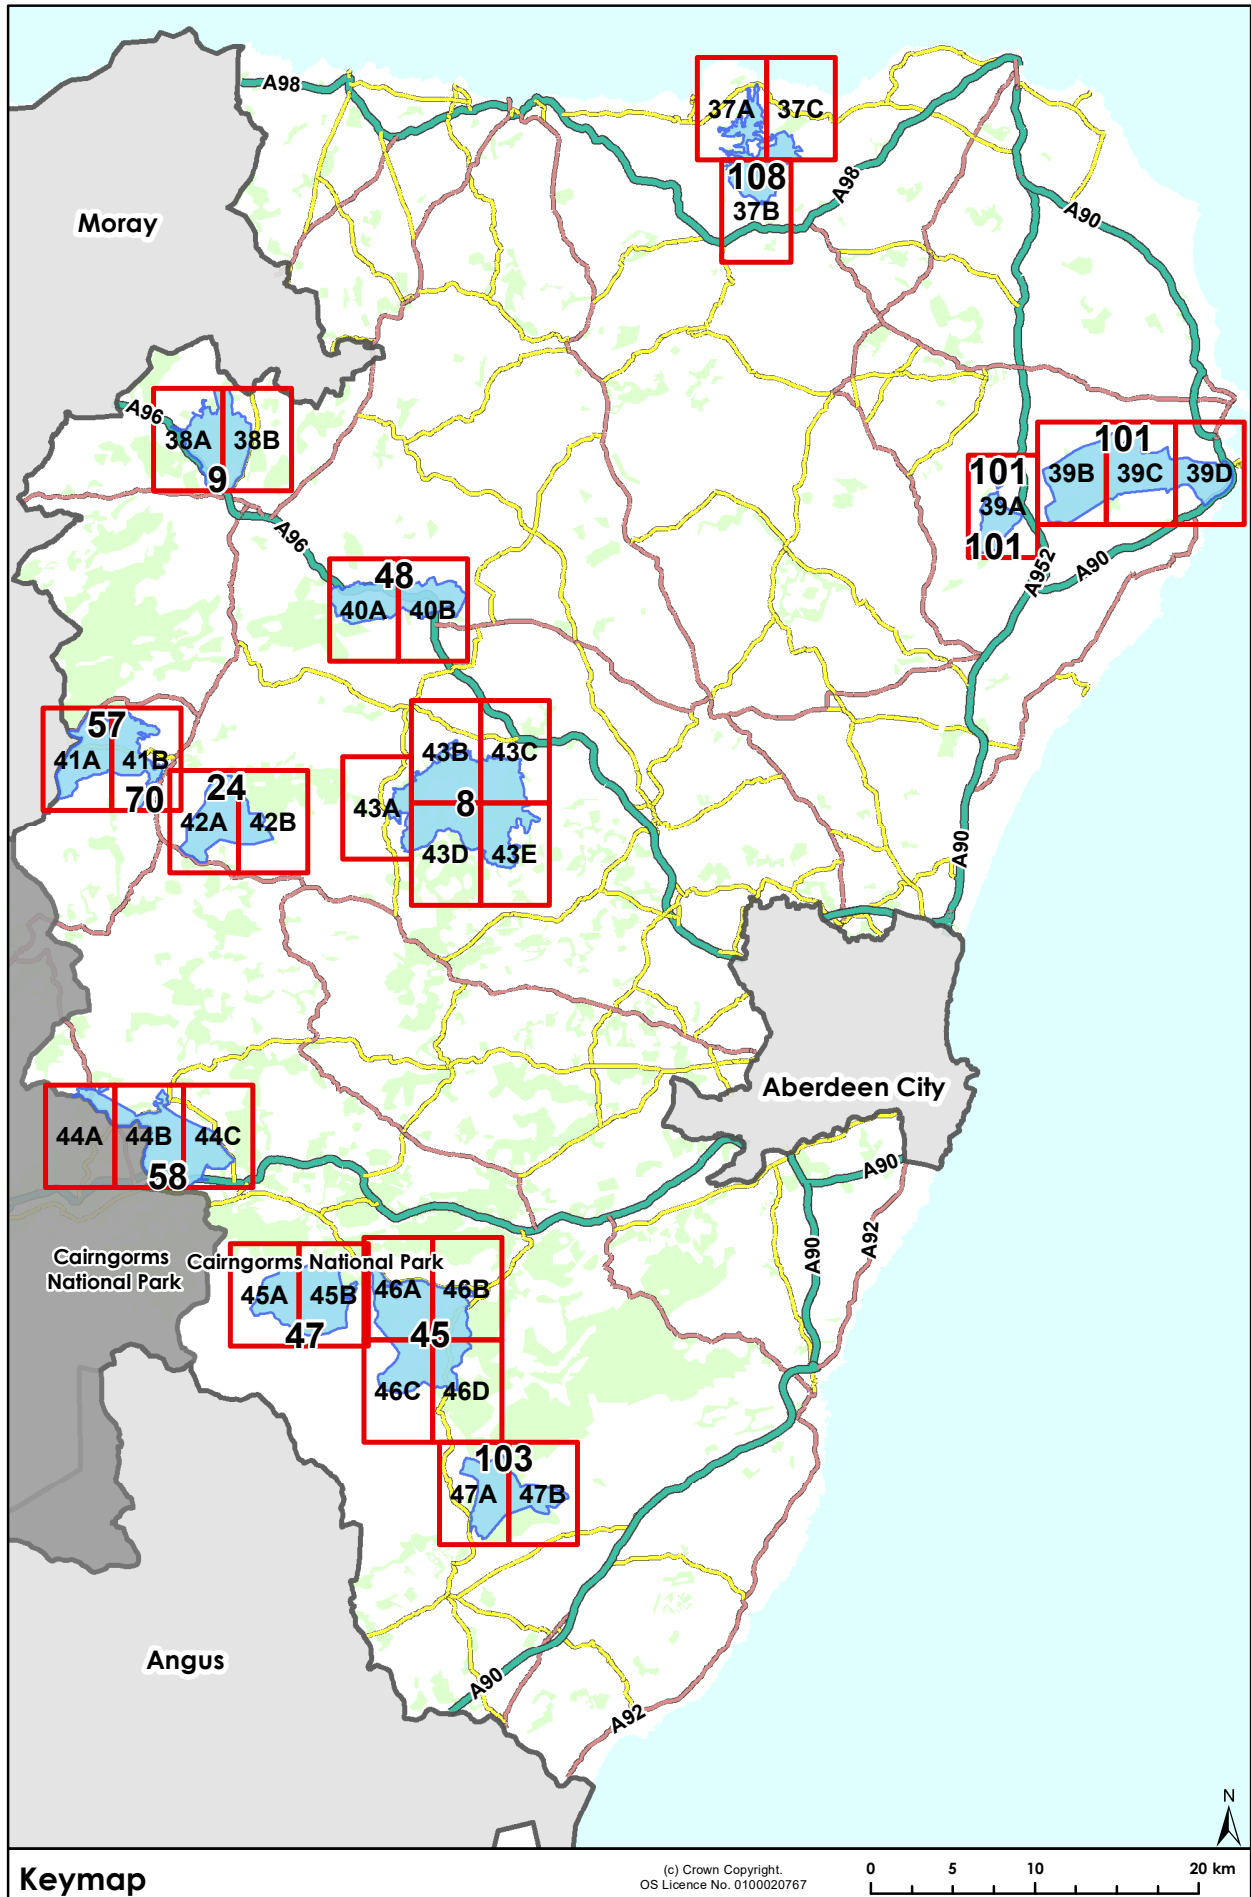 A98
37A
37C
108
37B
A98
A90
Moray
A96
38A
38B
9
A96
101
101
39B
39C
39D
39A
101
A952
A90
48
40A
40B
57
41A
41B
70
24
42A
42B
43B
43C
43A
8
43D
43E
A90
Aberdeen City
44A
44B
44C
58
A90
A90
A92
Cairngorms
National Park
Cairngorms National Park
45A
45B
47
46A
46B
45
46C
46D
103
47A
47B
Angus
A90
A92
N
Keymap
(c) Crown Copyright.
OS Licence No. 0100020767
0 5 10 20 km